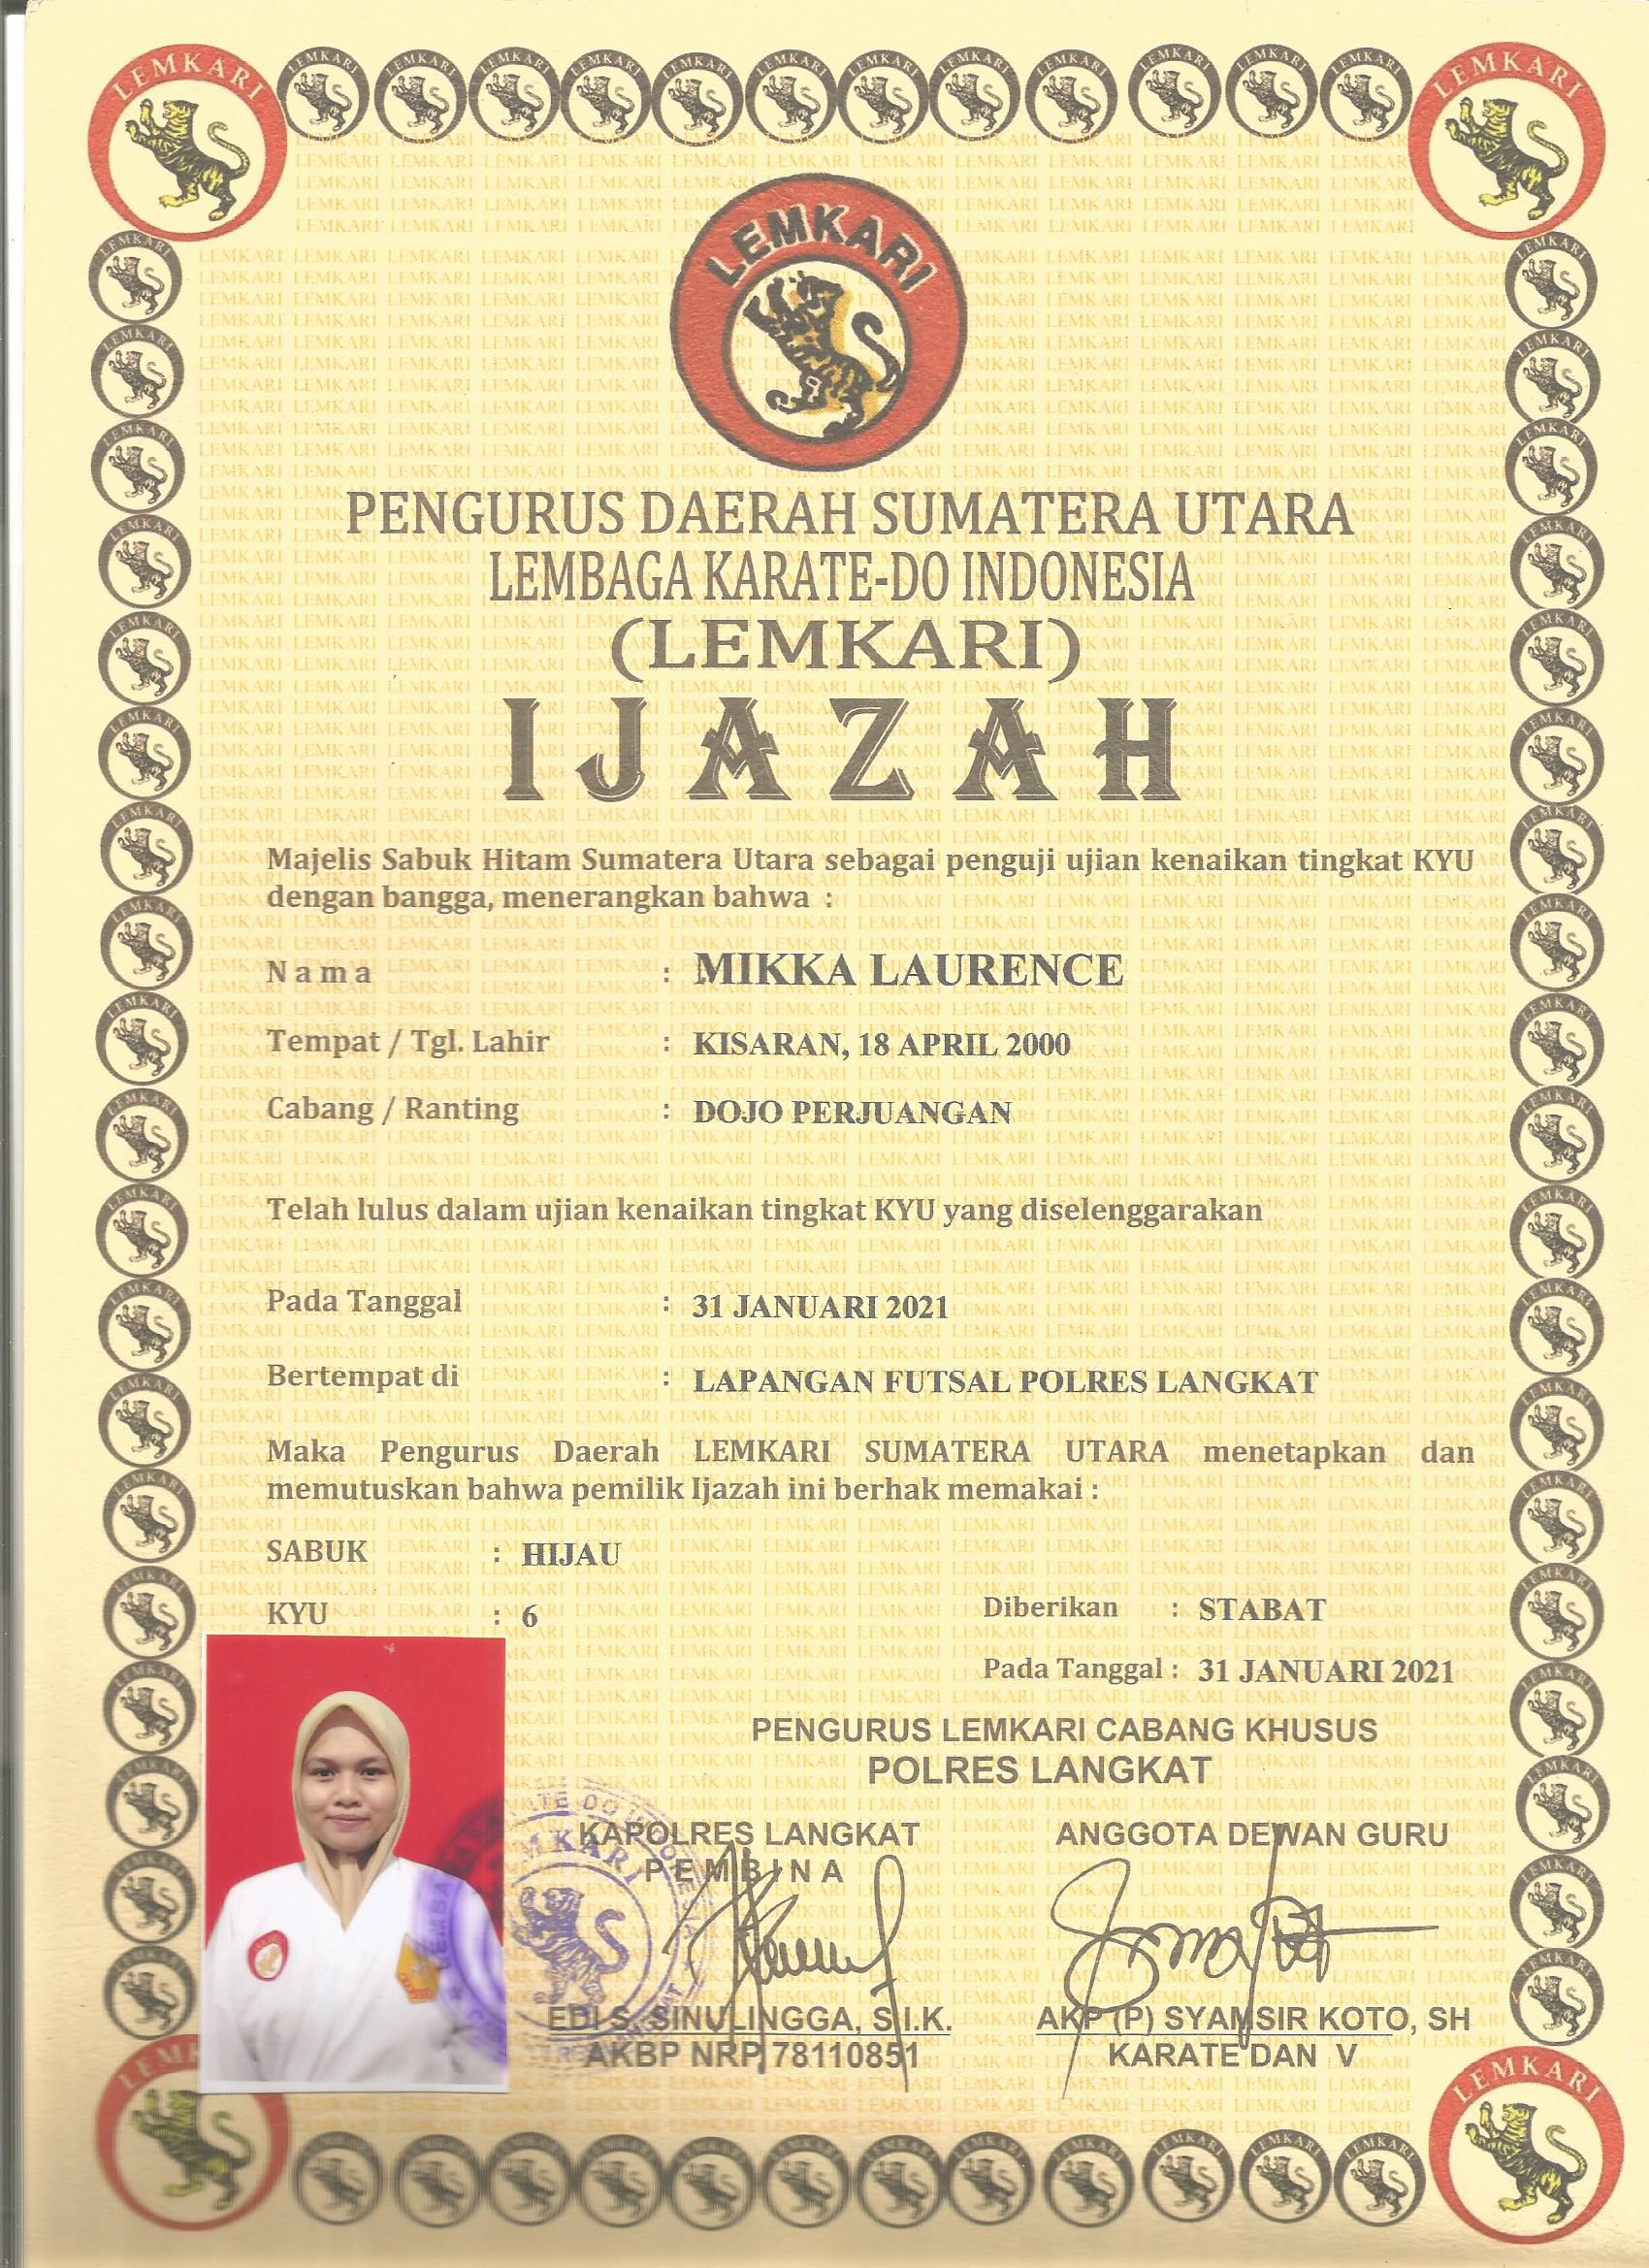 LEMKARI
PENGURUS DAERAH SUMATERA UTARA
LEMBAGA KARATE-DO INDONESIA
(LEMKARI)
IJAZAH
Majelis Sabuk Hitam Sumatera Utara sebagai penguji ujian kenaikan tingkat KYU
dengan bangga, menerangkan bahwa :
Nama : MIKKA LAURENCE
Tempat / Tgl. Lahir : KISARAN, 18 APRIL 2000
Cabang / Ranting : DOJO PERJUANGAN
Telah lulus dalam ujian kenaikan tingkat KYU yang diselenggarakan
Pada Tanggal : 31 JANUARI 2021
Bertempat di : LAPANGAN FUTSAL POLRES LANGKAT
Maka Pengurus Daerah LEMKARI SUMATERA UTARA menetapkan dan
memutuskan bahwa pemilik Ijazah ini berhak memakai :
SABUK : HIJAU
KYU : 6
Diberikan : STABAT
Pada Tanggal : 31 JANUARI 2021
PENGURUS LEMKARI CABANG KHUSUS
POLRES LANGKAT
KAPOLRES LANGKAT
PEMBINA
ANGGOTA DEWAN GURU
EDI S. SINULINGGA, S.I.K.
AKBP NRP 78110851
AKP (P) SYAMSIR KOTO, SH
KARATE DAN V